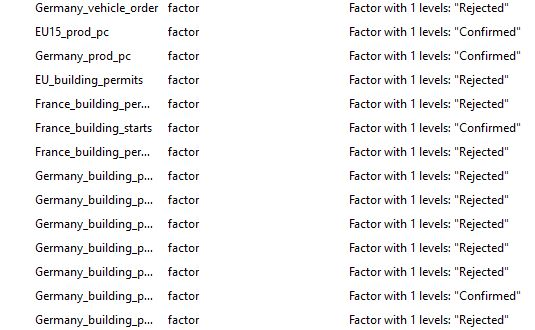 Germany_vehicle_order factor Factor with 1 levels: "Rejected"
EU15_prod_pc factor Factor with 1 levels: "Confirmed"
Germany_prod_pc factor Factor with 1 levels: "Confirmed"
EU_building_permits factor Factor with 1 levels: "Rejected"
France_building_per... factor Factor with 1 levels: "Rejected"
France_building_starts factor Factor with 1 levels: "Confirmed"
France_building_per... factor Factor with 1 levels: "Rejected"
Germany_building_p... factor Factor with 1 levels: "Rejected"
Germany_building_p... factor Factor with 1 levels: "Rejected"
Germany_building_p... factor Factor with 1 levels: "Rejected"
Germany_building_p... factor Factor with 1 levels: "Rejected"
Germany_building_p... factor Factor with 1 levels: "Rejected"
Germany_building_p... factor Factor with 1 levels: "Confirmed"
Germany_building_p... factor Factor with 1 levels: "Rejected"